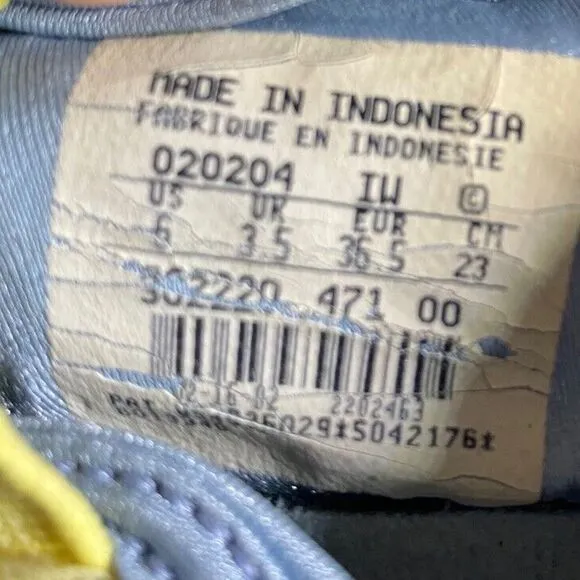 MADE IN INDONESIA
FABRIQUE EN INDONESIE
020204 IW ©
US UK EUR CM
6 3.5 36.5 23
302220 471 00
2202463